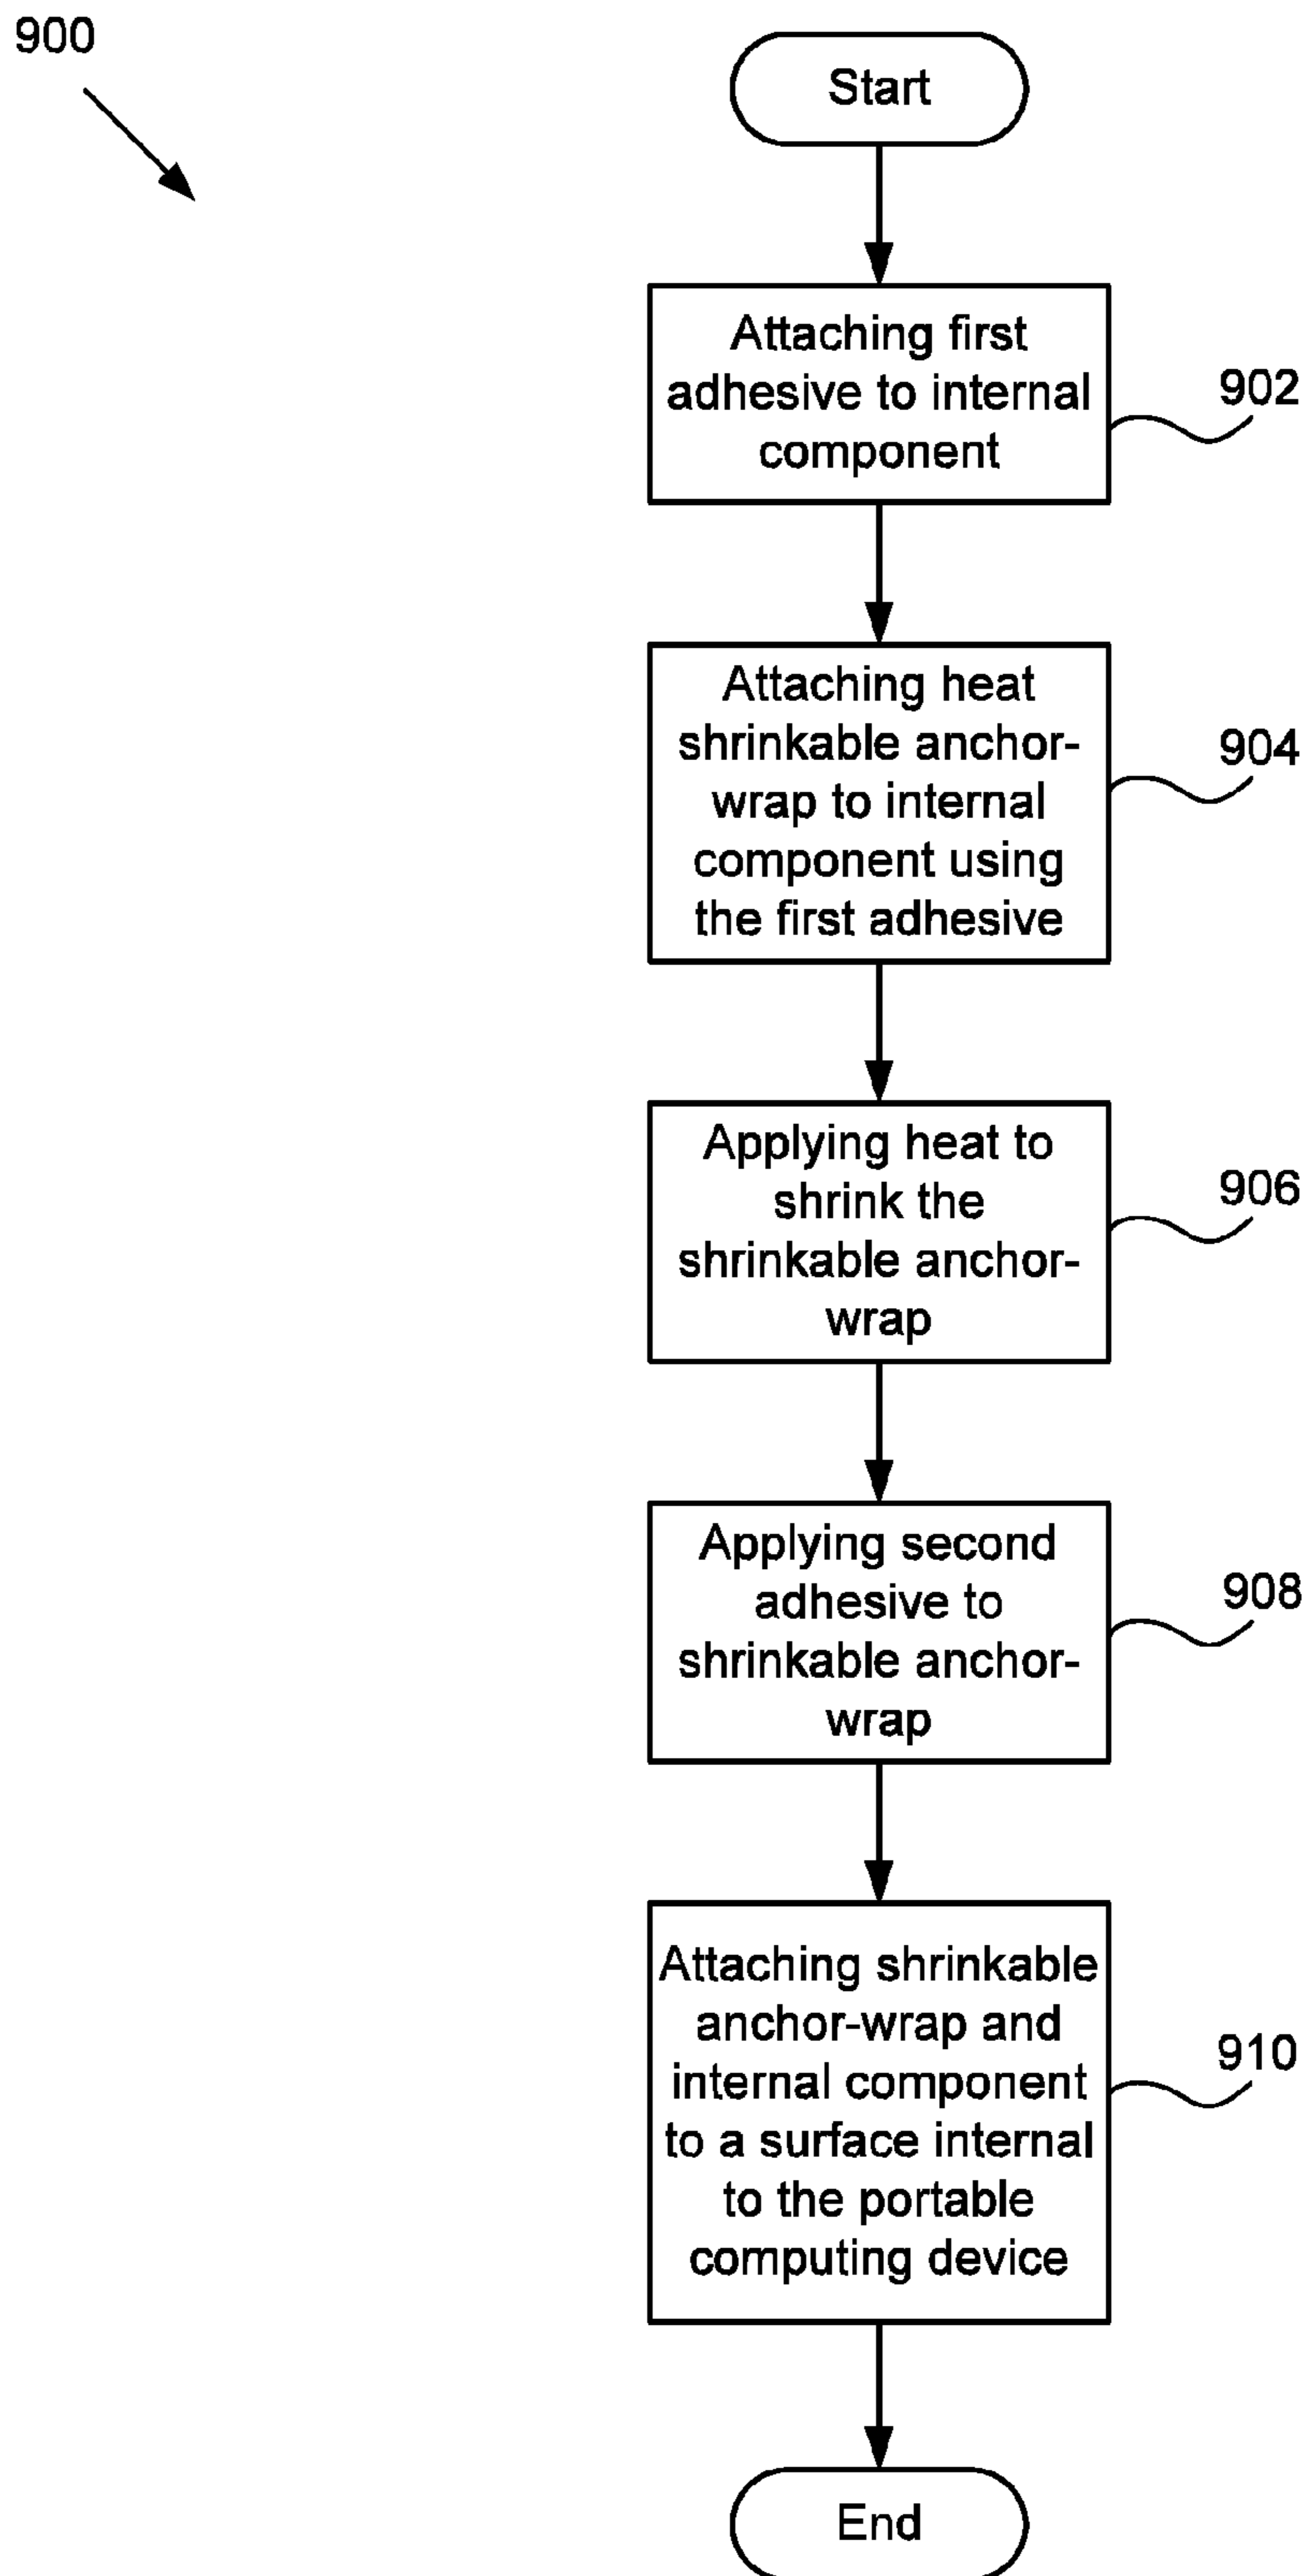 900
Start
Attaching first
adhesive to internal
component
902
Attaching heat
shrinkable anchor-
wrap to internal
component using
the first adhesive
904
Applying heat to
shrink the
shrinkable anchor-
wrap
906
Applying second
adhesive to
shrinkable anchor-
wrap
908
Attaching shrinkable
anchor-wrap and
internal component
to a surface internal
to the portable
computing device
910
End